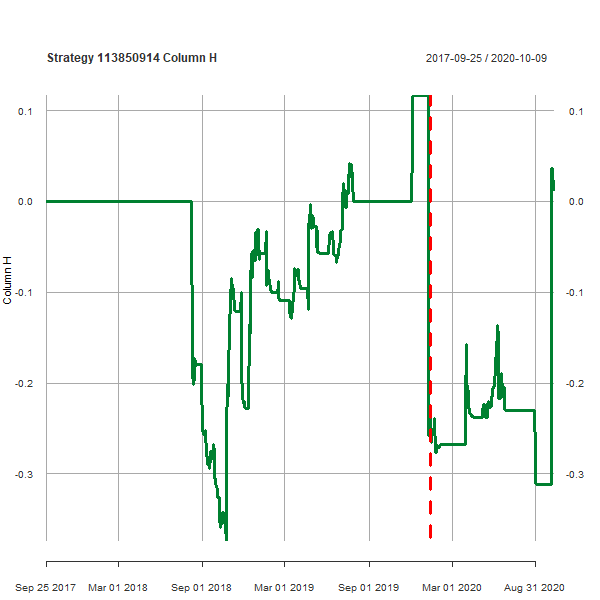 Strategy 113850914 Column H
2017-09-25 / 2020-10-09
0.1 0.1
0.0 0.0
Column H
-0.1 -0.1
-0.2 -0.2
-0.3 -0.3
Sep 25 2017 Mar 01 2018 Sep 01 2018 Mar 01 2019 Sep 01 2019 Mar 01 2020 Aug 31 2020